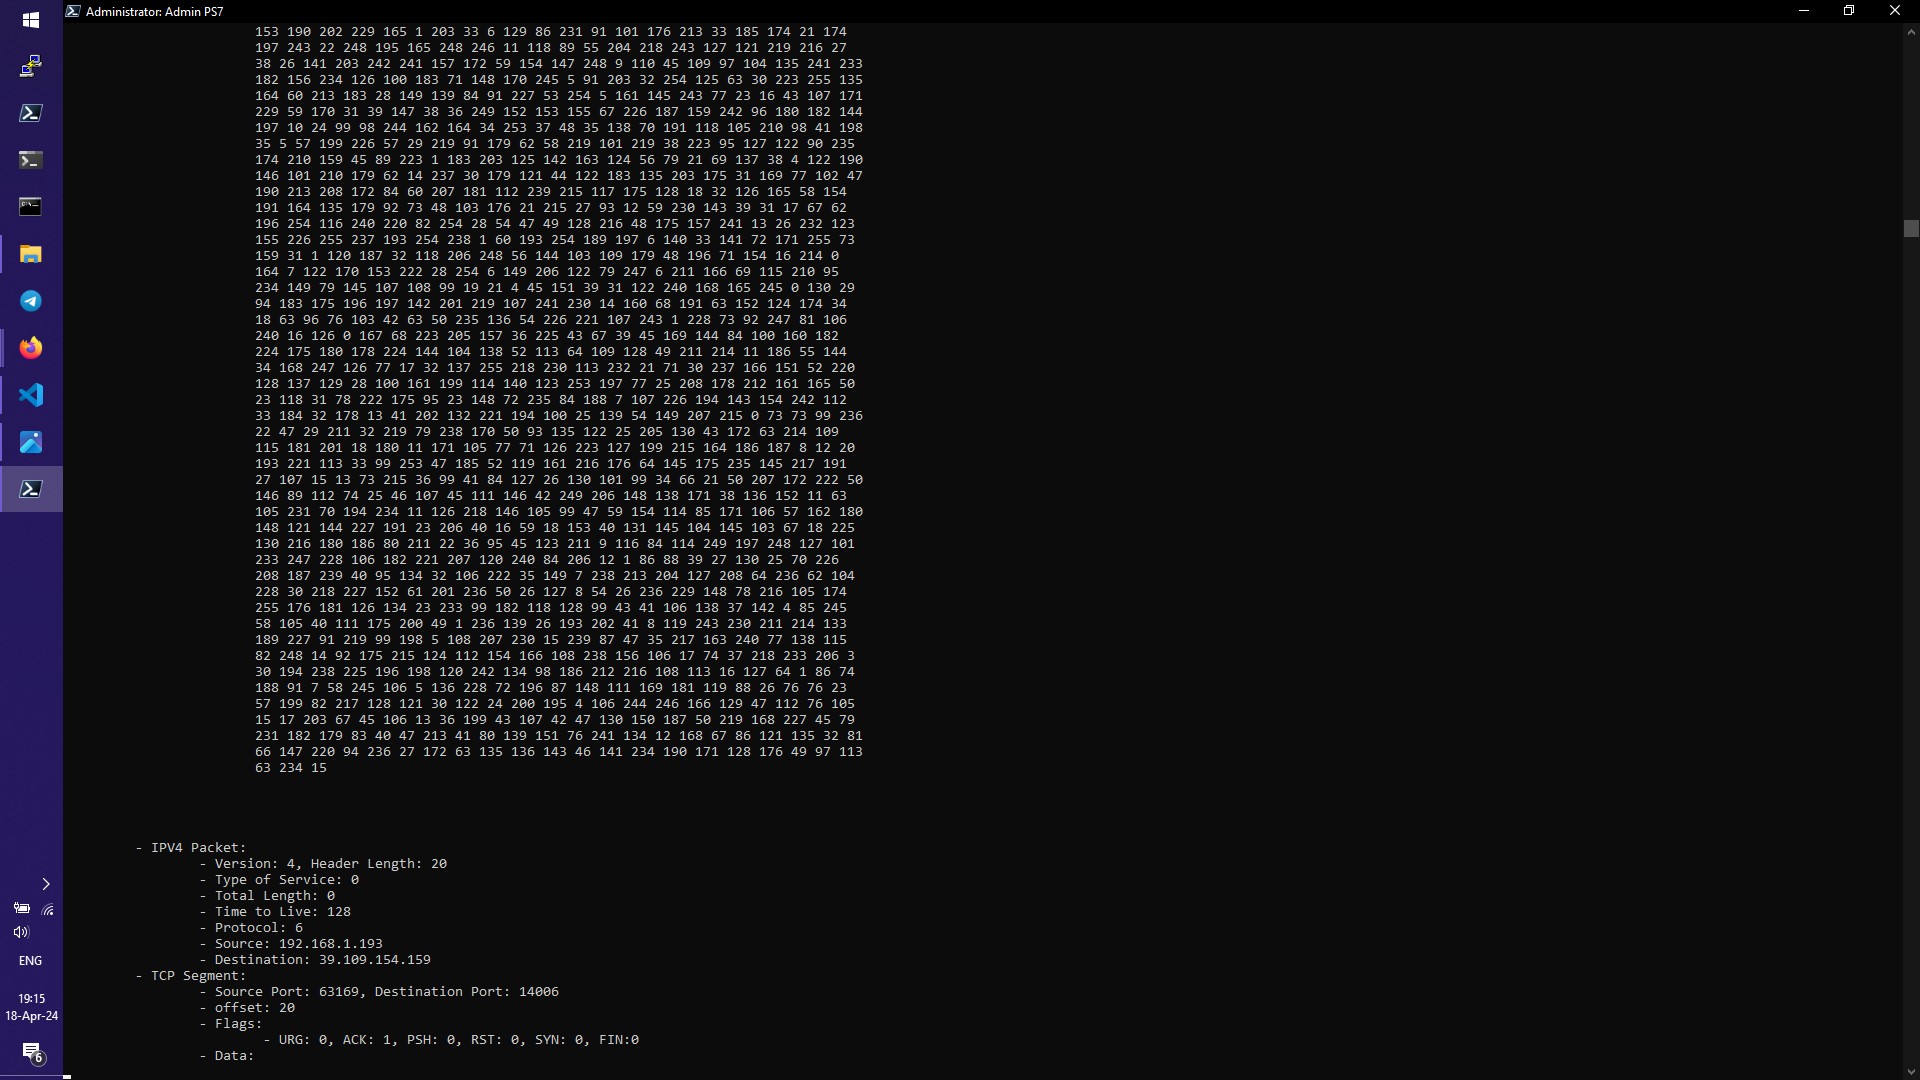 Administrator: Admin PS7
153 190 202 229 165 1 203 33 6 129 86 231 91 101 176 213 33 185 174 21 174
197 243 22 248 195 165 248 246 11 118 89 55 204 218 243 127 121 219 216 27
38 26 141 203 242 241 157 172 59 154 147 248 9 110 45 109 97 104 135 241 233
182 156 234 126 100 183 71 148 170 245 5 91 203 32 254 125 63 30 223 255 135
164 60 213 183 28 149 139 84 91 227 53 254 5 161 145 243 77 23 16 43 107 171
229 59 170 31 39 147 38 36 249 152 153 155 67 226 187 159 242 96 180 182 144
197 10 24 99 98 244 162 164 34 253 37 48 35 138 70 191 118 105 210 98 41 198
35 5 57 199 226 57 29 219 91 179 62 58 219 101 219 38 223 95 127 122 90 235
174 210 159 45 89 223 1 183 203 125 142 163 124 56 79 21 69 137 38 4 122 190
146 101 210 179 62 14 237 30 179 121 44 122 183 135 203 175 31 169 77 102 47
190 213 208 172 84 60 207 181 112 239 215 117 175 128 18 32 126 165 58 154
191 164 135 179 92 73 48 103 176 21 215 27 93 12 59 230 143 39 31 17 67 62
196 254 116 240 220 82 254 28 54 47 49 128 216 48 175 157 241 13 26 232 123
155 226 255 237 193 254 238 1 60 193 254 189 197 6 140 33 141 72 171 255 73
159 31 1 120 187 32 118 206 248 56 144 103 109 179 48 196 71 154 16 214 0
164 7 122 170 153 222 28 254 6 149 206 122 79 247 6 211 166 69 115 210 95
234 149 79 145 107 108 99 19 21 4 45 151 39 31 122 240 168 165 245 0 130 29
94 183 175 196 197 142 201 219 107 241 230 14 160 68 191 63 152 124 174 34
18 63 96 76 103 42 63 50 235 136 54 226 221 107 243 1 228 73 92 247 81 106
240 16 126 0 167 68 223 205 157 36 225 43 67 39 45 169 144 84 100 160 182
224 175 180 178 224 144 104 138 52 113 64 109 128 49 211 214 11 186 55 144
34 168 247 126 77 17 32 137 255 218 230 113 232 21 71 30 237 166 151 52 220
128 137 129 28 100 161 199 114 140 123 253 197 77 25 208 178 212 161 165 50
23 118 31 78 222 175 95 23 148 72 235 84 188 7 107 226 194 143 154 242 112
33 184 32 178 13 41 202 132 221 194 100 25 139 54 149 207 215 0 73 73 99 236
22 47 29 211 32 219 79 238 170 50 93 135 122 25 205 130 43 172 63 214 109
115 181 201 18 180 11 171 105 77 71 126 223 127 199 215 164 186 187 8 12 20
193 221 113 33 99 253 47 185 52 119 161 216 176 64 145 175 235 145 217 191
27 107 15 13 73 215 36 99 41 84 127 26 130 101 99 34 66 21 50 207 172 222 50
146 89 112 74 25 46 107 45 111 146 42 249 206 148 138 171 38 136 152 11 63
105 231 70 194 234 11 126 218 146 105 99 47 59 154 114 85 171 106 57 162 180
148 121 144 227 191 23 206 40 16 59 18 153 40 131 145 104 145 103 67 18 225
130 216 180 186 80 211 22 36 95 45 123 211 9 116 84 114 249 197 248 127 101
233 247 228 106 182 221 207 120 240 84 206 12 1 86 88 39 27 130 25 70 226
208 187 239 40 95 134 32 106 222 35 149 7 238 213 204 127 208 64 236 62 104
228 30 218 227 152 61 201 236 50 26 127 8 54 26 236 229 148 78 216 105 174
255 176 181 126 134 23 233 99 182 118 128 99 43 41 106 138 37 142 4 85 245
58 105 40 111 175 200 49 1 236 139 26 193 202 41 8 119 243 230 211 214 133
189 227 91 219 99 198 5 108 207 230 15 239 87 47 35 217 163 240 77 138 115
82 248 14 92 175 215 124 112 154 166 108 238 156 106 17 74 37 218 233 206 3
30 194 238 225 196 198 120 242 134 98 186 212 216 108 113 16 127 64 1 86 74
188 91 7 58 245 106 5 136 228 72 196 87 148 111 169 181 119 88 26 76 76 23
57 199 82 217 128 121 30 122 24 200 195 4 106 244 246 166 129 47 112 76 105
15 17 203 67 45 106 13 36 199 43 107 42 47 130 150 187 50 219 168 227 45 79
231 182 179 83 40 47 213 41 80 139 151 76 241 134 12 168 67 86 121 135 32 81
66 147 220 94 236 27 172 63 135 136 143 46 141 234 190 171 128 176 49 97 113
63 234 15
- IPV4 Packet:
- Version: 4, Header Length: 20
- Type of Service: 0
- Total Length: 0
- Time to Live: 128
- Protocol: 6
- Source: 192.168.1.193
- Destination: 39.109.154.159
- TCP Segment:
- Source Port: 63169, Destination Port: 14006
- offset: 20
- Flags:
- URG: 0, ACK: 1, PSH: 0, RST: 0, SYN: 0, FIN:0
- Data:
ENG
19:15
18-Apr-24
6